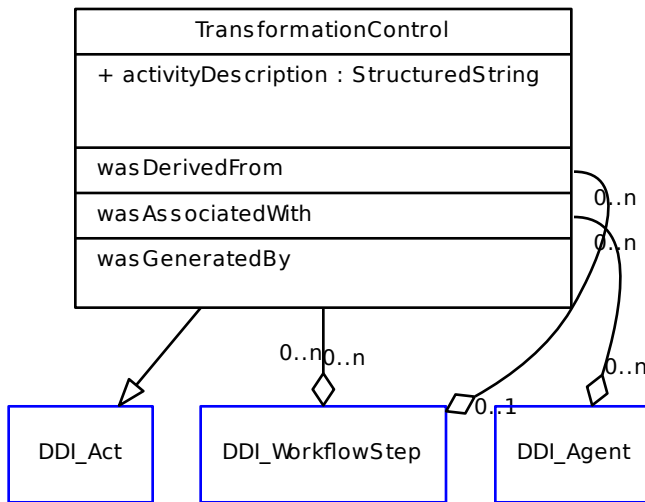 TransformationControl
+ activityDescription : StructuredString
wasDerivedFrom
0..n
wasAssociatedWith
0..n
wasGeneratedBy
0..n 0..n
0..n
0..1
DDI_Act
DDI_WorkflowStep
DDI_Agent